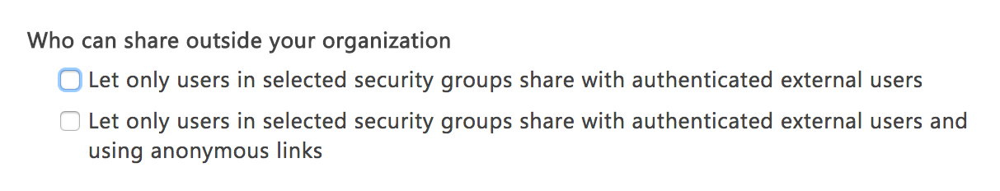 Who can share outside your organization
Let only users in selected security groups share with authenticated external users
Let only users in selected security groups share with authenticated external users and
using anonymous links